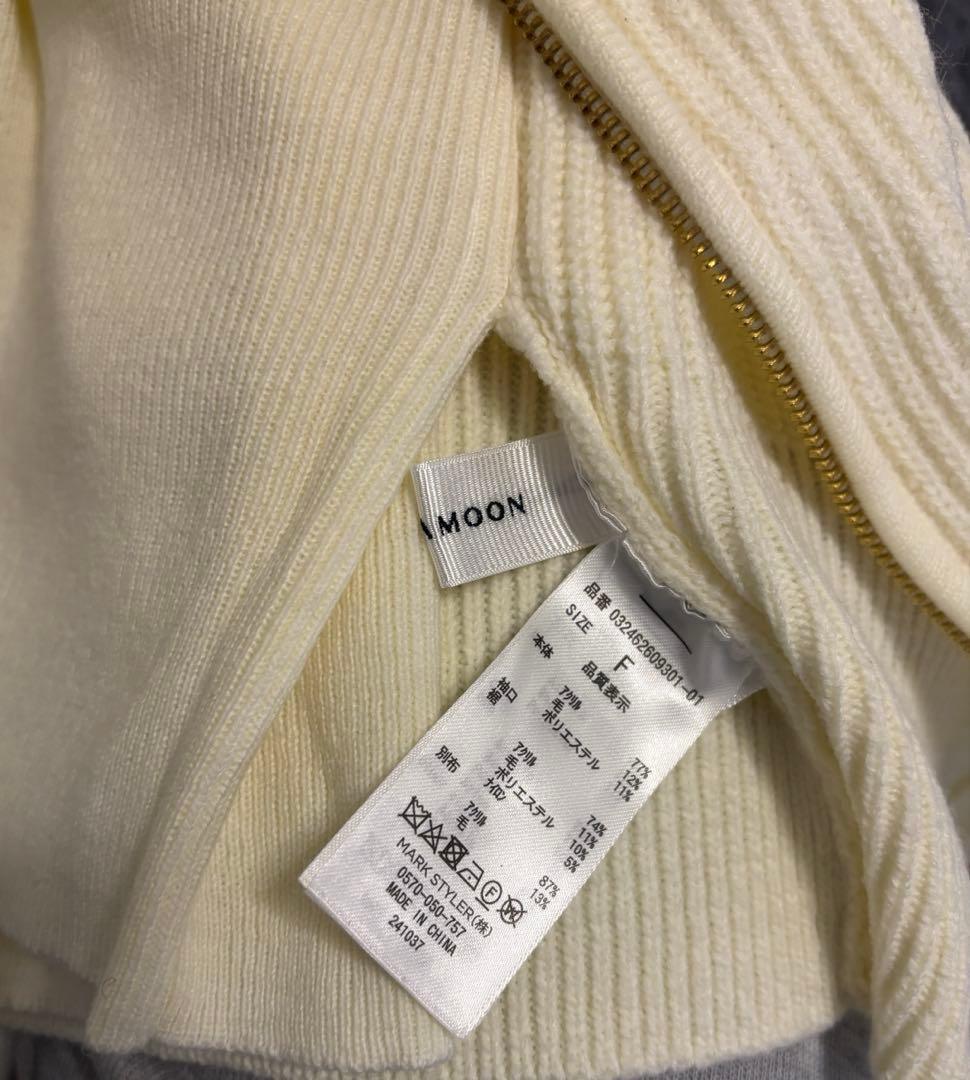 MOON
品番 032462609301-01
SIZE F
品質表示
本体 アクリル 77%
毛 12%
ポリエステル 11%
袖口 アクリル 74%
裾 毛 11%
ポリエステル 10%
ナイロン 5%
別布 アクリル 87%
毛 13%
F W
MARK STYLER(株)
0570-050-757
MADE IN CHINA
241037